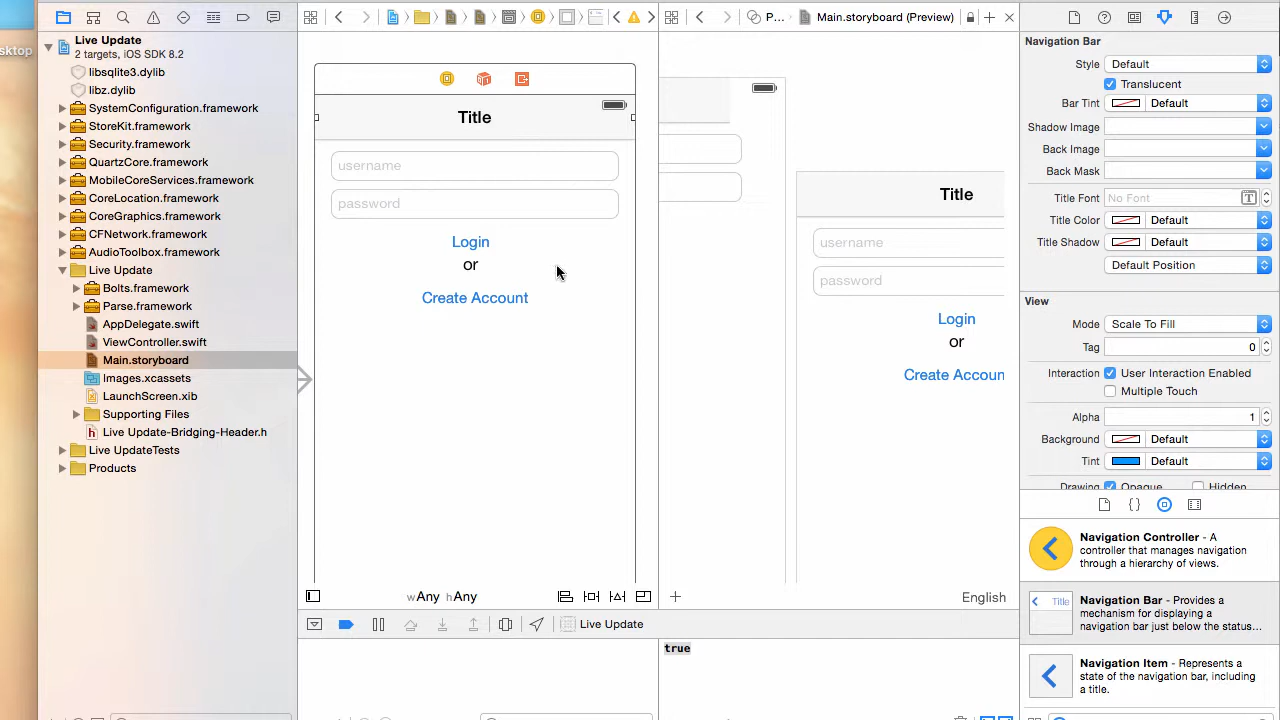 sktop
P...
Main.storyboard (Preview)
Live Update
2 targets, iOS SDK 8.2
libsqlite3.dylib
libz.dylib
SystemConfiguration.framework
StoreKit.framework
Security.framework
QuartzCore.framework
MobileCoreServices.framework
CoreLocation.framework
CoreGraphics.framework
CFNetwork.framework
AudioToolbox.framework
Live Update
Bolts.framework
Parse.framework
AppDelegate.swift
ViewController.swift
Main.storyboard
Images.xcassets
LaunchScreen.xib
Supporting Files
h Live Update-Bridging-Header.h
Live UpdateTests
Products
Title
username
password
Login
or
Create Account
wAny hAny
Title
username
password
Login
or
Create Accoun
English
Live Update
true
Navigation Bar
Style Default
Translucent
Bar Tint Default
Shadow Image
Back Image
Back Mask
Title Font No Font T
Title Color Default
Title Shadow Default
Default Position
View
Mode Scale To Fill
Tag 0
Interaction User Interaction Enabled
Multiple Touch
Alpha 1
Background Default
Tint Default
Drawing Opaque Hidden
Navigation Controller - A
controller that manages navigation
through a hierarchy of views.
Title
Navigation Bar - Provides a
mechanism for displaying a
navigation bar just below the status...
Navigation Item - Represents a
state of the navigation bar, including
a title.